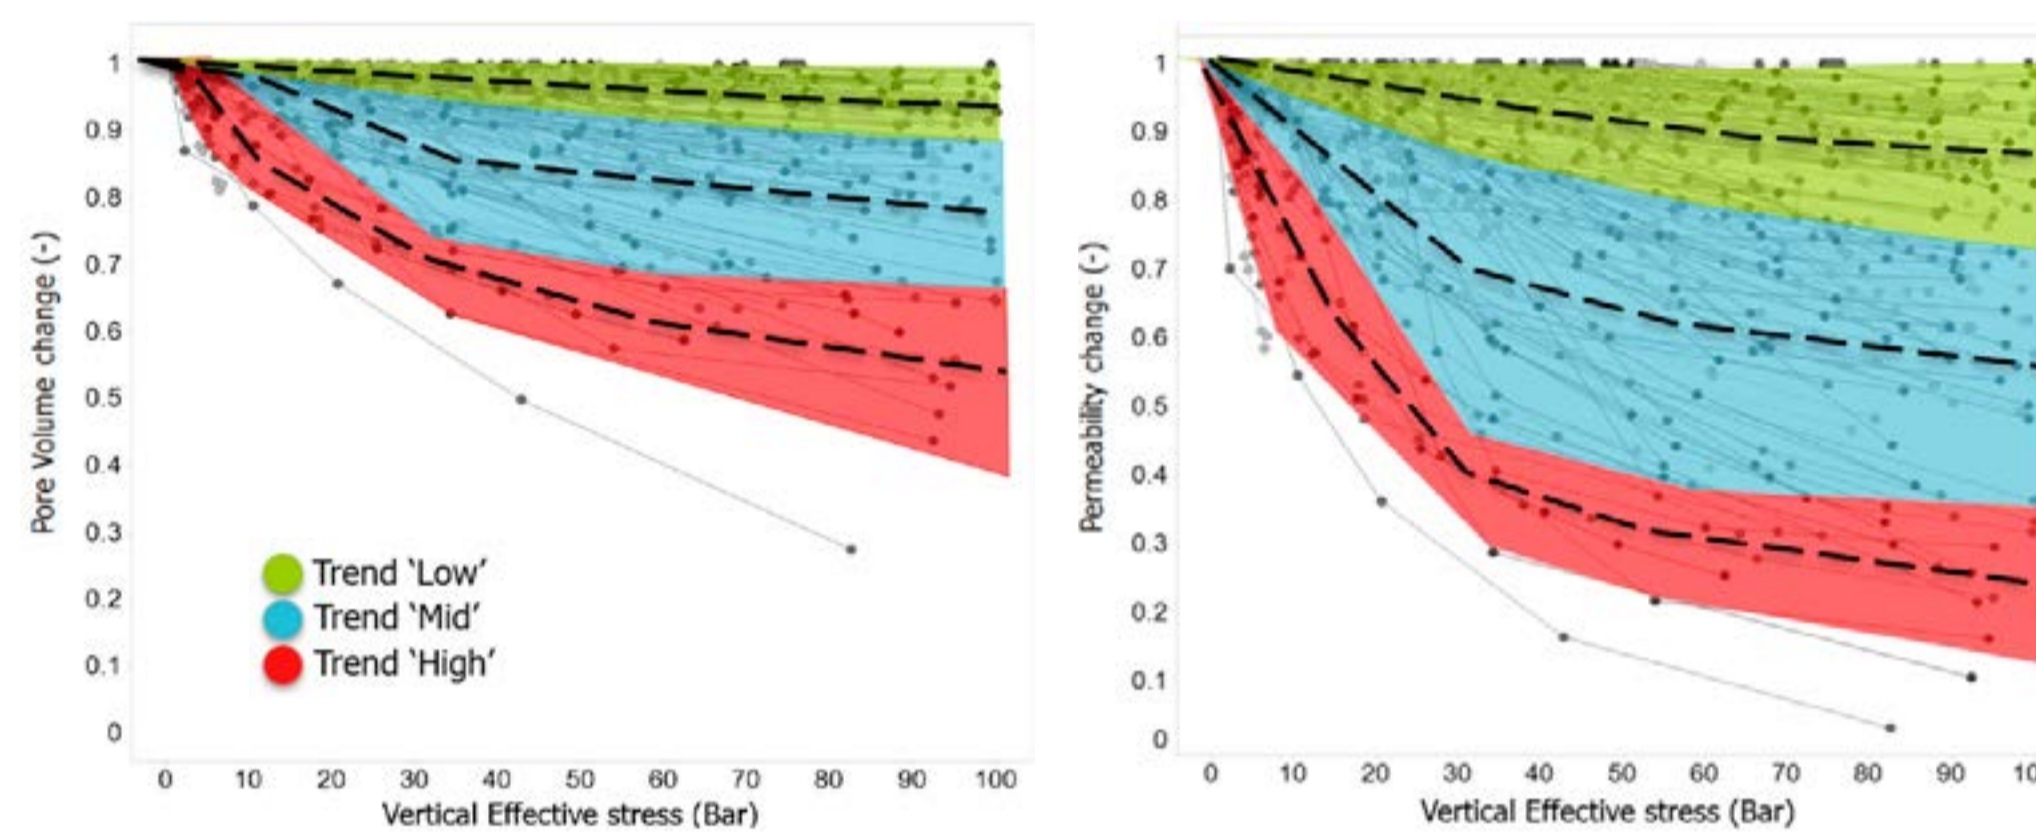 1
0.9
0.8
0.7
0.6
0.5
0.4
0.3
0.2
0.1
0
Pore Volume change (-)
Trend ‘Low’
Trend ‘Mid’
Trend ‘High’
0 10 20 30 40 50 60 70 80 90 100
Vertical Effective stress (Bar)
1
0.9
0.8
0.7
0.6
0.5
0.4
0.3
0.2
0.1
0
Permeability change (-)
0 10 20 30 40 50 60 70 80 90 10
Vertical Effective stress (Bar)